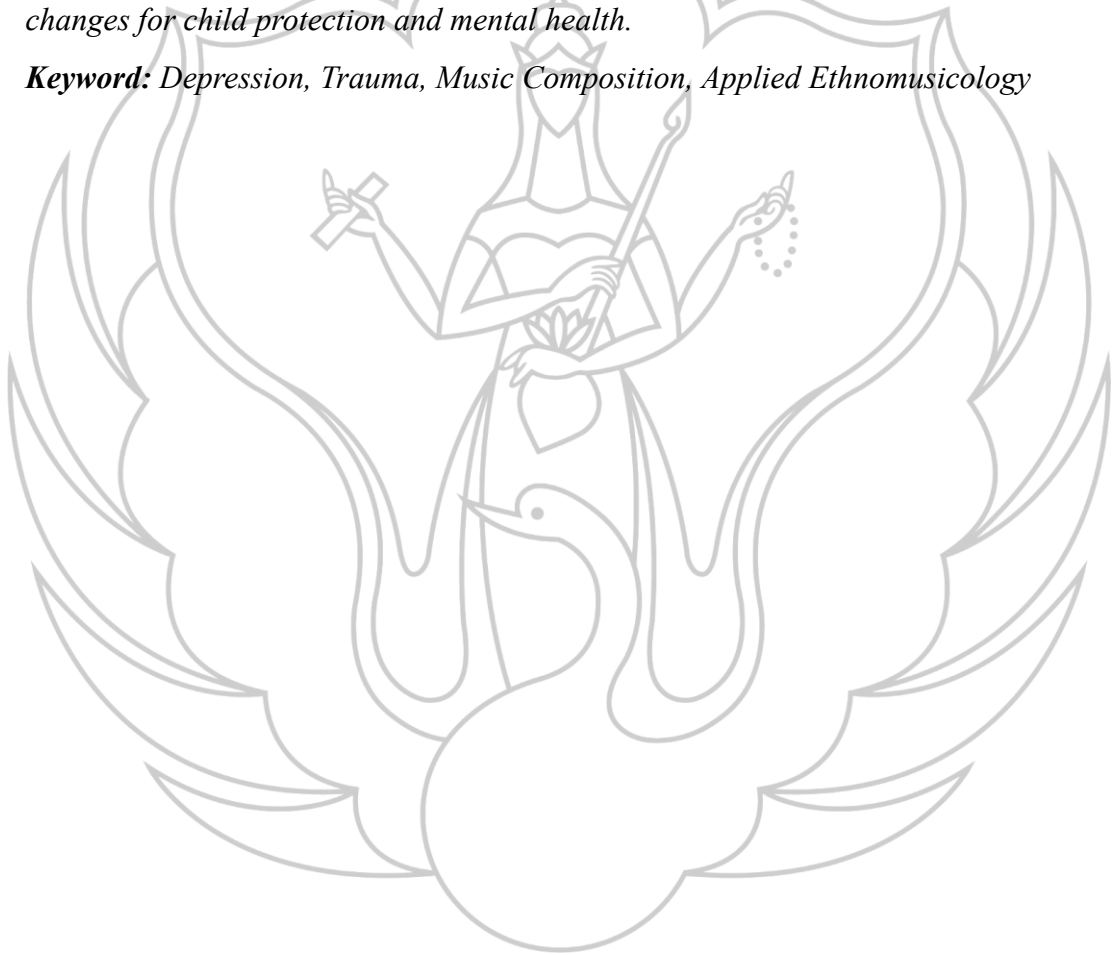 changes for child protection and mental health.
Keyword: Depression, Trauma, Music Composition, Applied Ethnomusicology